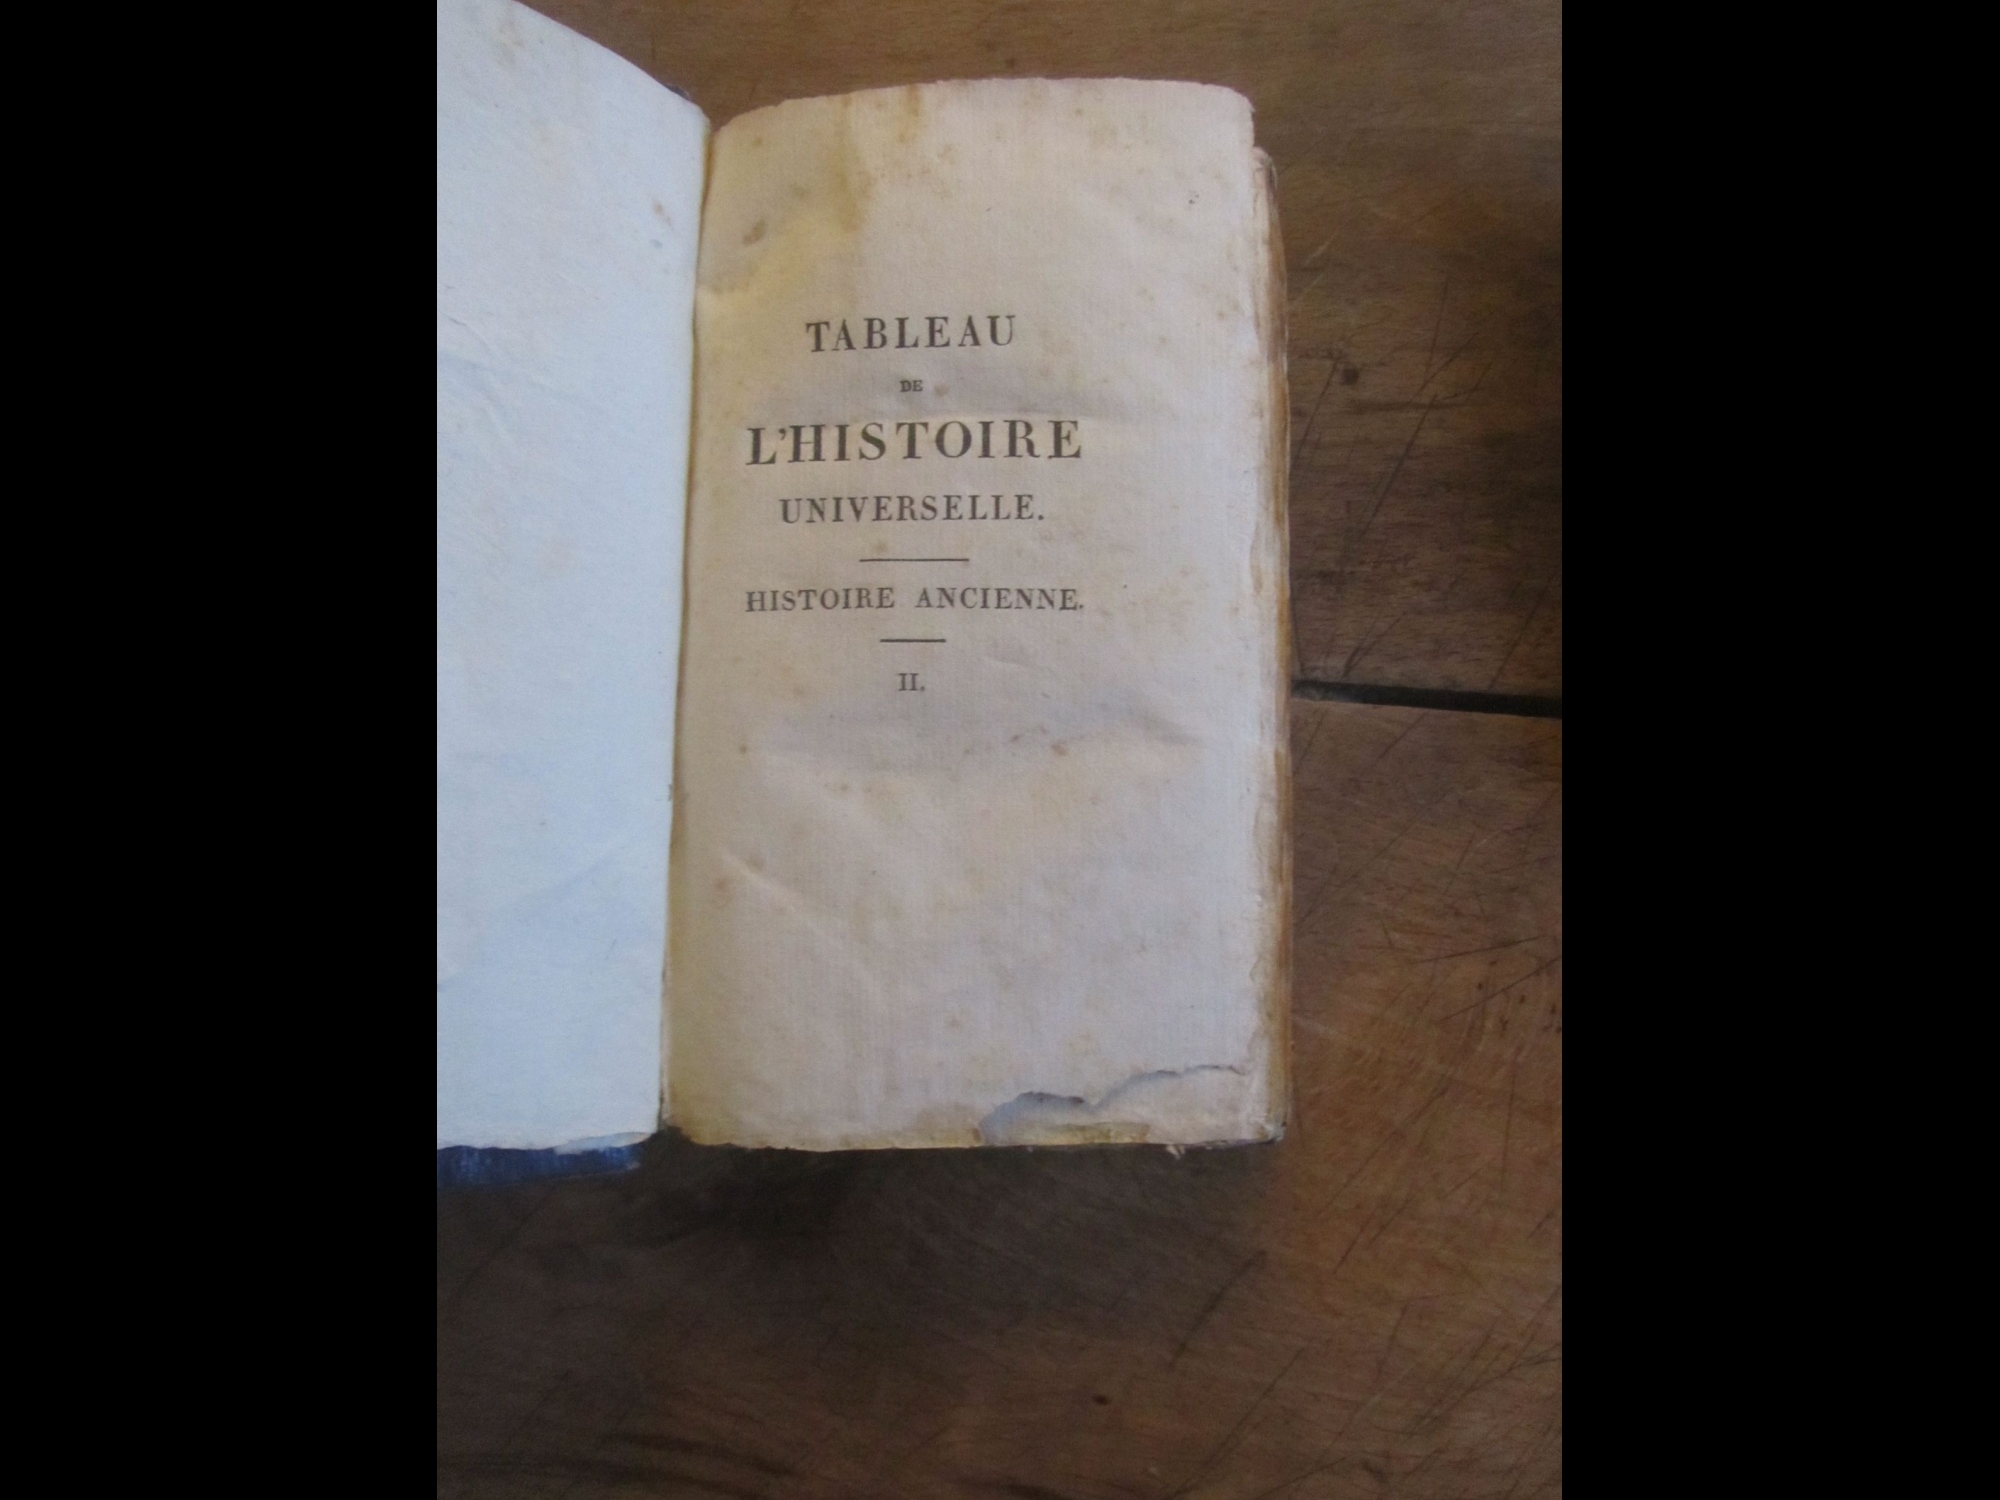 TABLEAU
DE
L'HISTOIRE
UNIVERSELLE.
HISTOIRE ANCIENNE.
II.